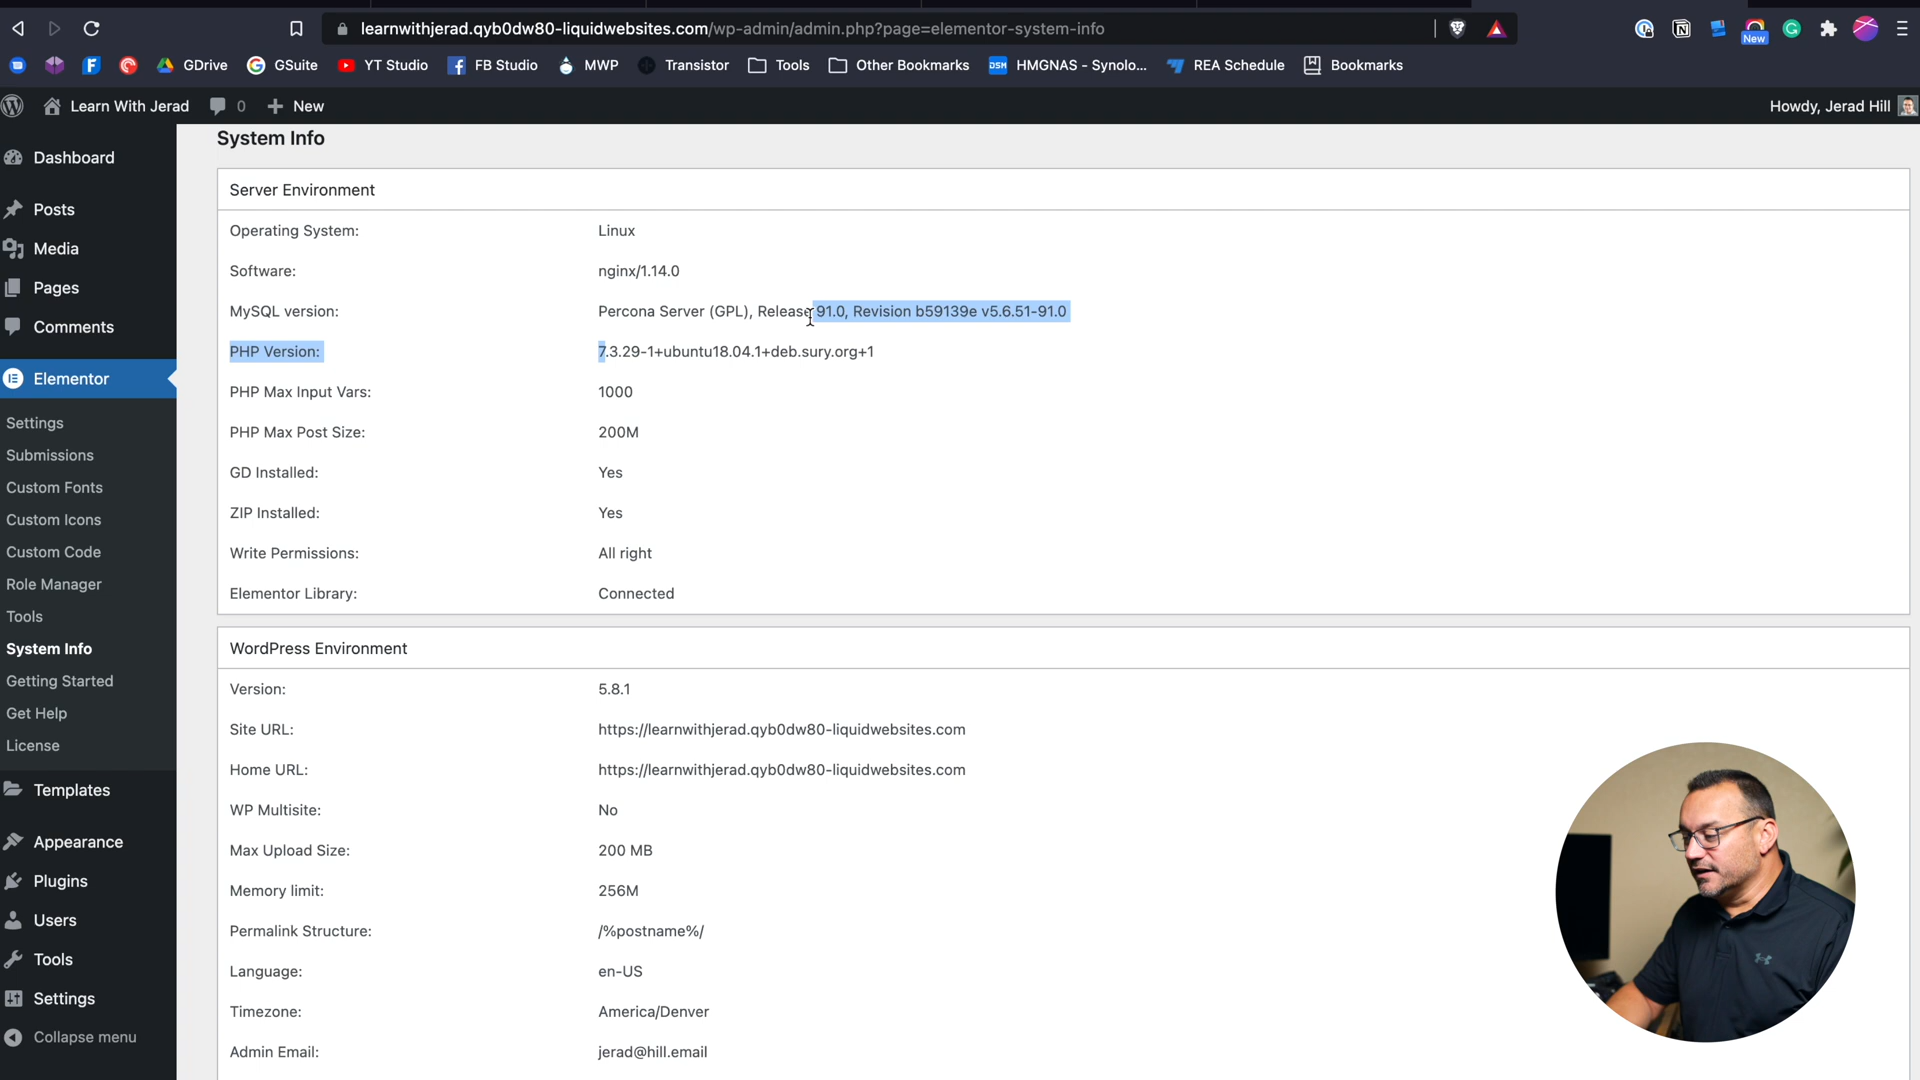 learnwithjerad.qyb0dw80-liquidwebsites.com/wp-admin/admin.php?page=elementor-system-info
New
GDrive
GSuite
YT Studio
FB Studio
MWP
Transistor
Tools
Other Bookmarks
DSM
HMGNAS - Synolo...
REA Schedule
Bookmarks
Learn With Jerad
0
New
Howdy, Jerad Hill
Dashboard
Posts
Media
Pages
Comments
Elementor
Settings
Submissions
Custom Fonts
Custom Icons
Custom Code
Role Manager
Tools
System Info
Getting Started
Get Help
License
Templates
Appearance
Plugins
Users
Tools
Settings
Collapse menu
System Info
Server Environment
Operating System: Linux
Software: nginx/1.14.0
MySQL version: Percona Server (GPL), Release 91.0, Revision b59139e v5.6.51-91.0
PHP Version: 7.3.29-1+ubuntu18.04.1+deb.sury.org+1
PHP Max Input Vars: 1000
PHP Max Post Size: 200M
GD Installed: Yes
ZIP Installed: Yes
Write Permissions: All right
Elementor Library: Connected
WordPress Environment
Version: 5.8.1
Site URL: https://learnwithjerad.qyb0dw80-liquidwebsites.com
Home URL: https://learnwithjerad.qyb0dw80-liquidwebsites.com
WP Multisite: No
Max Upload Size: 200 MB
Memory limit: 256M
Permalink Structure: /%postname%/
Language: en-US
Timezone: America/Denver
Admin Email: jerad@hill.email